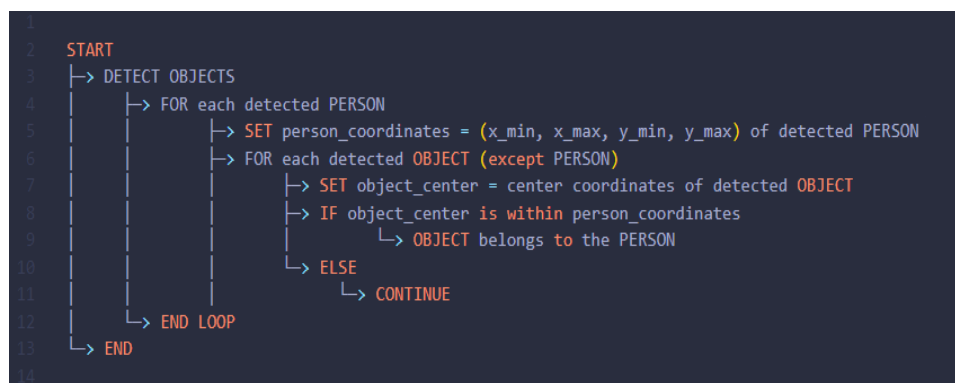 1
2 START
3 ├─> DETECT OBJECTS
4 │ ├─> FOR each detected PERSON
5 │ │ ├─> SET person_coordinates = (x_min, x_max, y_min, y_max) of detected PERSON
6 │ │ ├─> FOR each detected OBJECT (except PERSON)
7 │ │ │ ├─> SET object_center = center coordinates of detected OBJECT
8 │ │ │ ├─> IF object_center is within person_coordinates
9 │ │ │ │ └─> OBJECT belongs to the PERSON
10 │ │ │ └─> ELSE
11 │ │ │ └─> CONTINUE
12 │ └─> END LOOP
13 └─> END
14